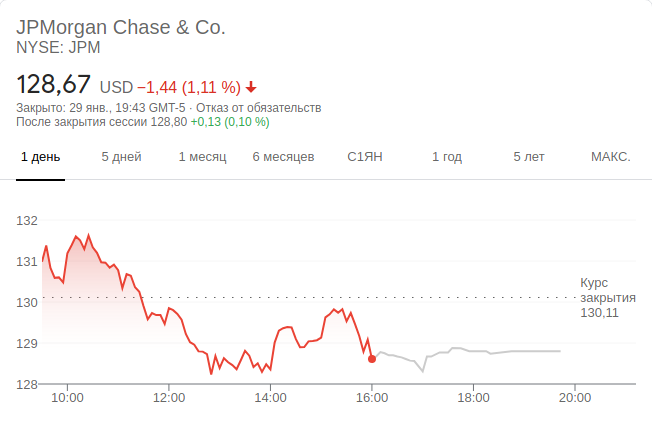 JPMorgan Chase & Co.
NYSE: JPM
128,67 USD −1,44 (1,11 %)
Закрыто: 29 янв., 19:43 GMT-5 · Отказ от обязательств
После закрытия сессии 128,80 +0,13 (0,10 %)
1 день 5 дней 1 месяц 6 месяцев С1ЯН 1 год 5 лет МАКС.
132
131
130
129
128
Курс
закрытия
130,11
10:00 12:00 14:00 16:00 18:00 20:00